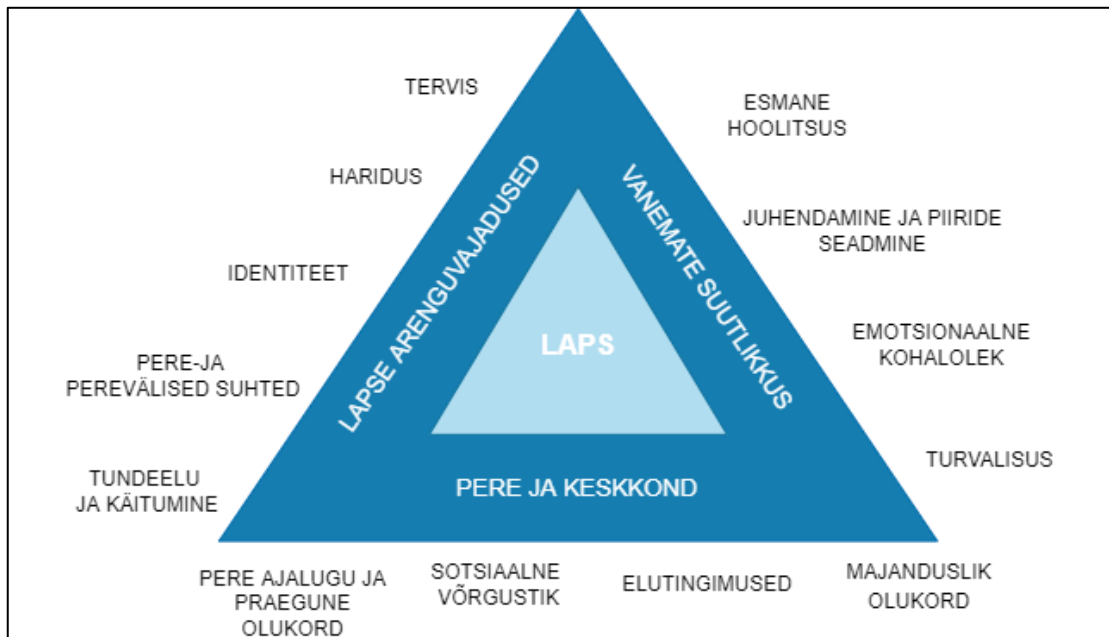 TERVIS
HARIDUS
IDENTITEET
PERE-JA
PEREVÄLISED SUHTED
TUNDEELU
JA KÄITUMINE
LAPSE ARENGUVAJADUSED
LAPS
VANEMATE SUUTLIKKUS
PERE JA KESKKOND
ESMANE
HOOLITSUS
JUHENDAMINE JA PIIRIDE
SEADMINE
EMOTSIONAALNE
KOHALOLEK
TURVALISUS
PERE AJALUGU JA
PRAEGUNE
OLUKORD
SOTSIAALNE
VÕRGUSTIK
ELUTINGIMUSED
MAJANDUSLIK
OLUKORD